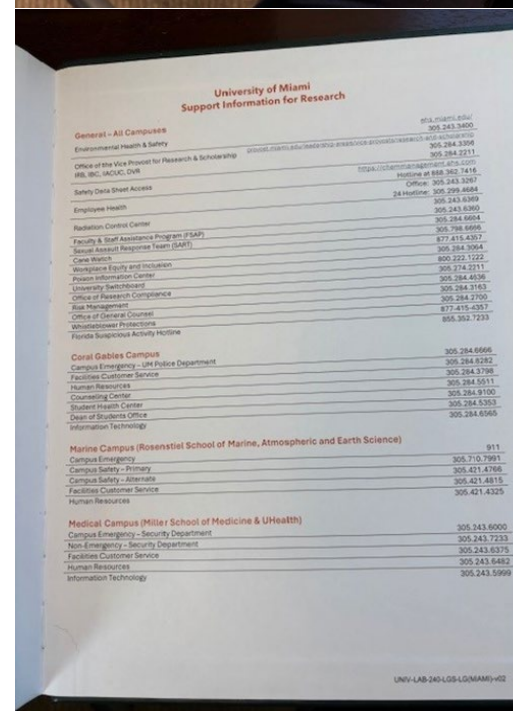 University of Miami
Support Information for Research
General – All Campuses
Environmental Health & Safety
ehs.miami.edu/
305.243.3400
Office of the Vice Provost for Research & Scholarship
IRB, IBC, IACUC, DVR
305.284.3356
305.284.2211
Safety Data Sheet Access
https://chemmanagement.ehs.com
Hotline at 888.362.7416
Employee Health
Office: 305.243.3267
24 Hotline: 305.299.4684
Radiation Control Center
305.243.6369
Faculty & Staff Assistance Program (FSAP)
305.243.6360
Sexual Assault Response Team (SART)
305.284.6604
Cane Watch
305.798.6666
Workplace Equity and Inclusion
877.415.4357
Poison Information Center
305.284.3064
University Switchboard
800.222.1222
Office of Research Compliance
305.274.2211
Risk Management
305.284.4636
Office of General Counsel
305.284.3163
Whistleblower Protections
305.284.2700
Florida Suspicious Activity Hotline
877-415-4357
855.352.7233
Coral Gables Campus
Campus Emergency – UM Police Department 305.284.6666
Facilities Customer Service 305.284.8282
Human Resources 305.284.3798
Counseling Center 305.284.5511
Student Health Center 305.284.9100
Dean of Students Office 305.284.5353
Information Technology 305.284.6565
Marine Campus (Rosenstiel School of Marine, Atmospheric and Earth Science)
Campus Emergency 911
Campus Safety – Primary 305.710.7991
Campus Safety – Alternate 305.421.4766
Facilities Customer Service 305.421.4815
Human Resources 305.421.4325
Medical Campus (Miller School of Medicine & UHealth)
Campus Emergency – Security Department 305.243.6000
Non-Emergency – Security Department 305.243.7233
Facilities Customer Service 305.243.6375
Human Resources 305.243.6482
Information Technology 305.243.5999
UNIV-LAB-240-LGS-LG(MIAMI)-v02